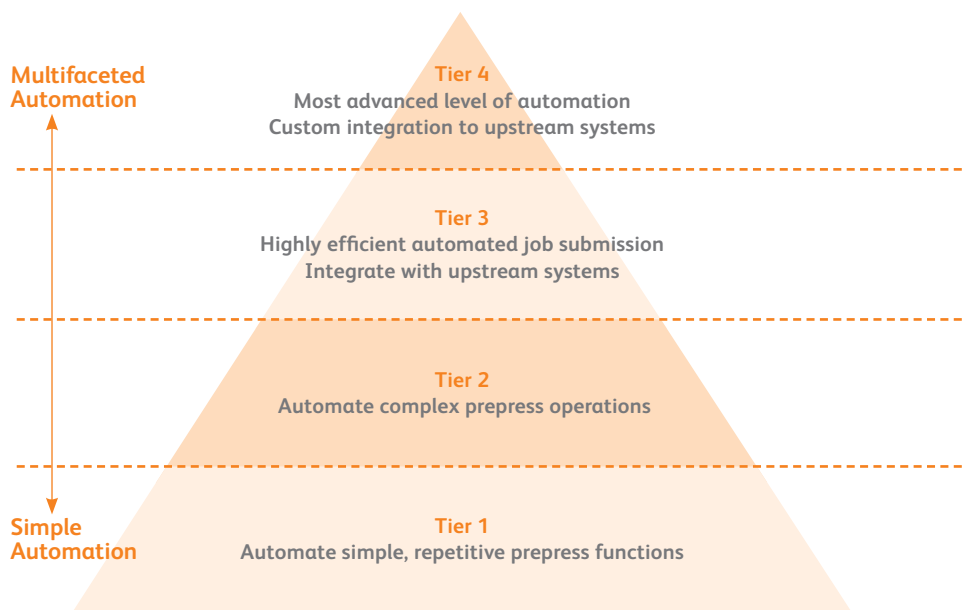 Multifaceted
Automation
Tier 4
Most advanced level of automation
Custom integration to upstream systems
Tier 3
Highly efficient automated job submission
Integrate with upstream systems
Tier 2
Automate complex prepress operations
Simple
Automation
Tier 1
Automate simple, repetitive prepress functions